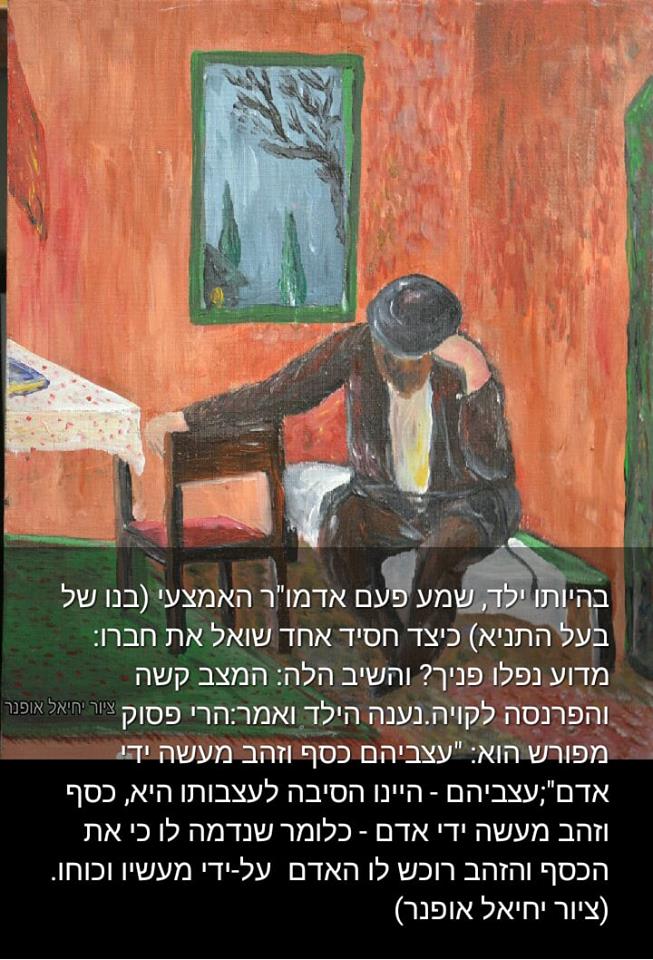 בהיותו ילד, שמע פעם אדמו"ר האמצעי (בנו של
בעל התניא) כיצד חסיד אחד שואל את חברו:
מדוע נפלו פניך? והשיב הלה: המצב קשה
והפרנסה לקויה.נענה הילד ואמר:הרי פסוק
ציור יחיאל אופנר
מפורש הוא: "עצביהם כסף וזהב מעשה ידי
אדם";עצביהם - היינו הסיבה לעצבותו היא, כסף
וזהב מעשה ידי אדם - כלומר שנדמה לו כי את
הכסף והזהב רוכש לו האדם  על-ידי מעשיו וכוחו.
(ציור יחיאל אופנר)